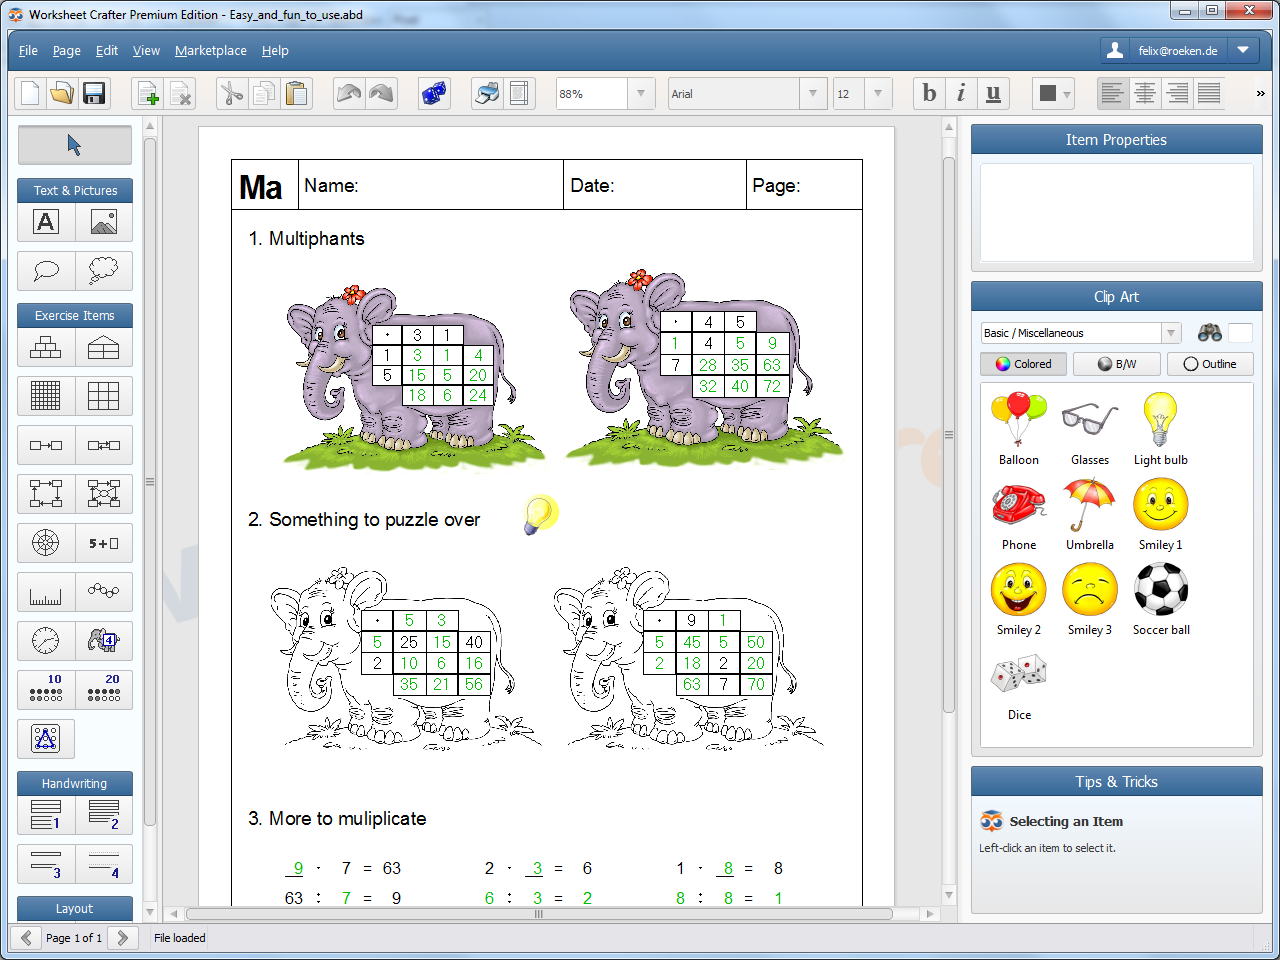 Worksheet Crafter Premium Edition - Easy_and_fun_to_use.abd
File Page Edit View Marketplace Help
felix@roeken.de
88% Arial 12 b i u »
Text & Pictures
A
Exercise Items
5+
4
10 20
Handwriting
1 2
3 4
Layout
Ma Name: Date: Page:
1. Multiphants
· 3 1
1 3 1 4
5 15 5 20
18 6 24
· 4 5
1 4 5 9
7 28 35 63
32 40 72
2. Something to puzzle over
· 5 3
5 25 15 40
2 10 6 16
35 21 56
· 9 1
5 45 5 50
2 18 2 20
63 7 70
3. More to muliplicate
9 · 7 = 63 2 · 3 = 6 1 · 8 = 8
63 : 7 = 9 6 : 3 = 2 8 : 8 = 1
Item Properties
Clip Art
Basic / Miscellaneous
Colored B/W Outline
Balloon Glasses Light bulb
Phone Umbrella Smiley 1
Smiley 2 Smiley 3 Soccer ball
Dice
Tips & Tricks
Selecting an Item
Left-click an item to select it.
Page 1 of 1 File loaded